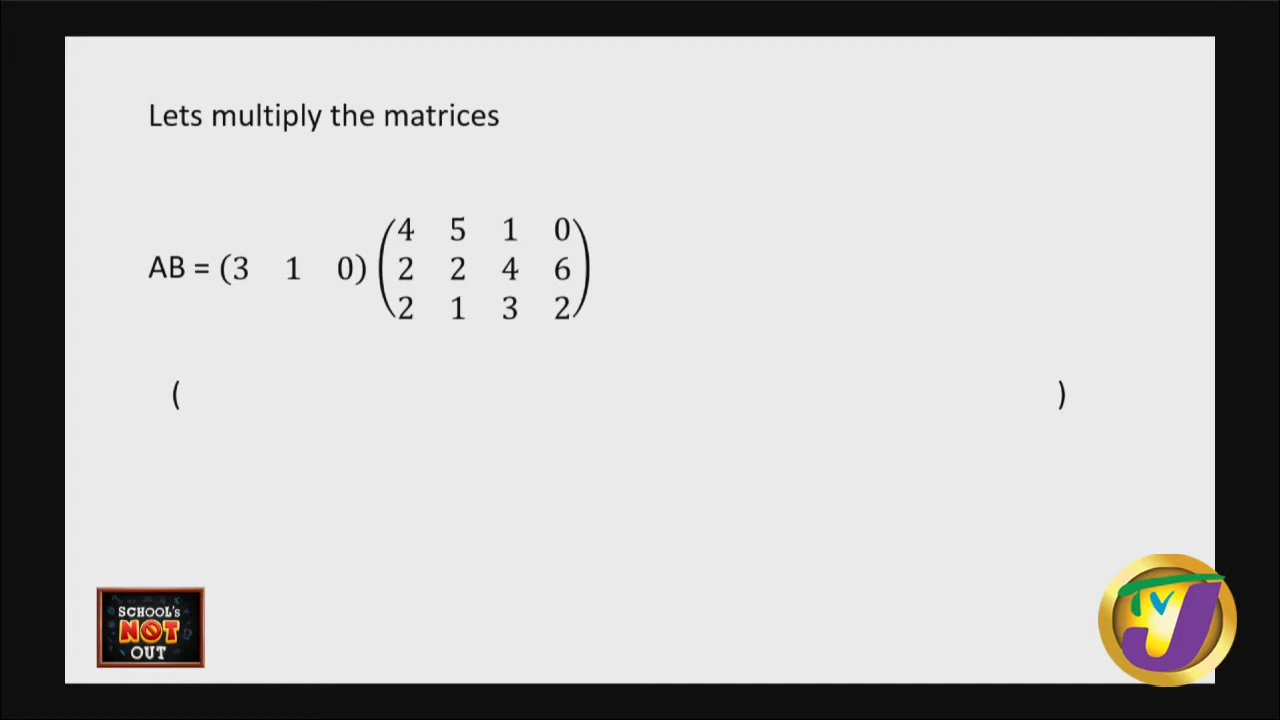 Lets multiply the matrices
AB = (3 1 0) (4 5 1 0
2 2 4 6
2 1 3 2)
( )
SCHOOL's
NOT
OUT
TVJ